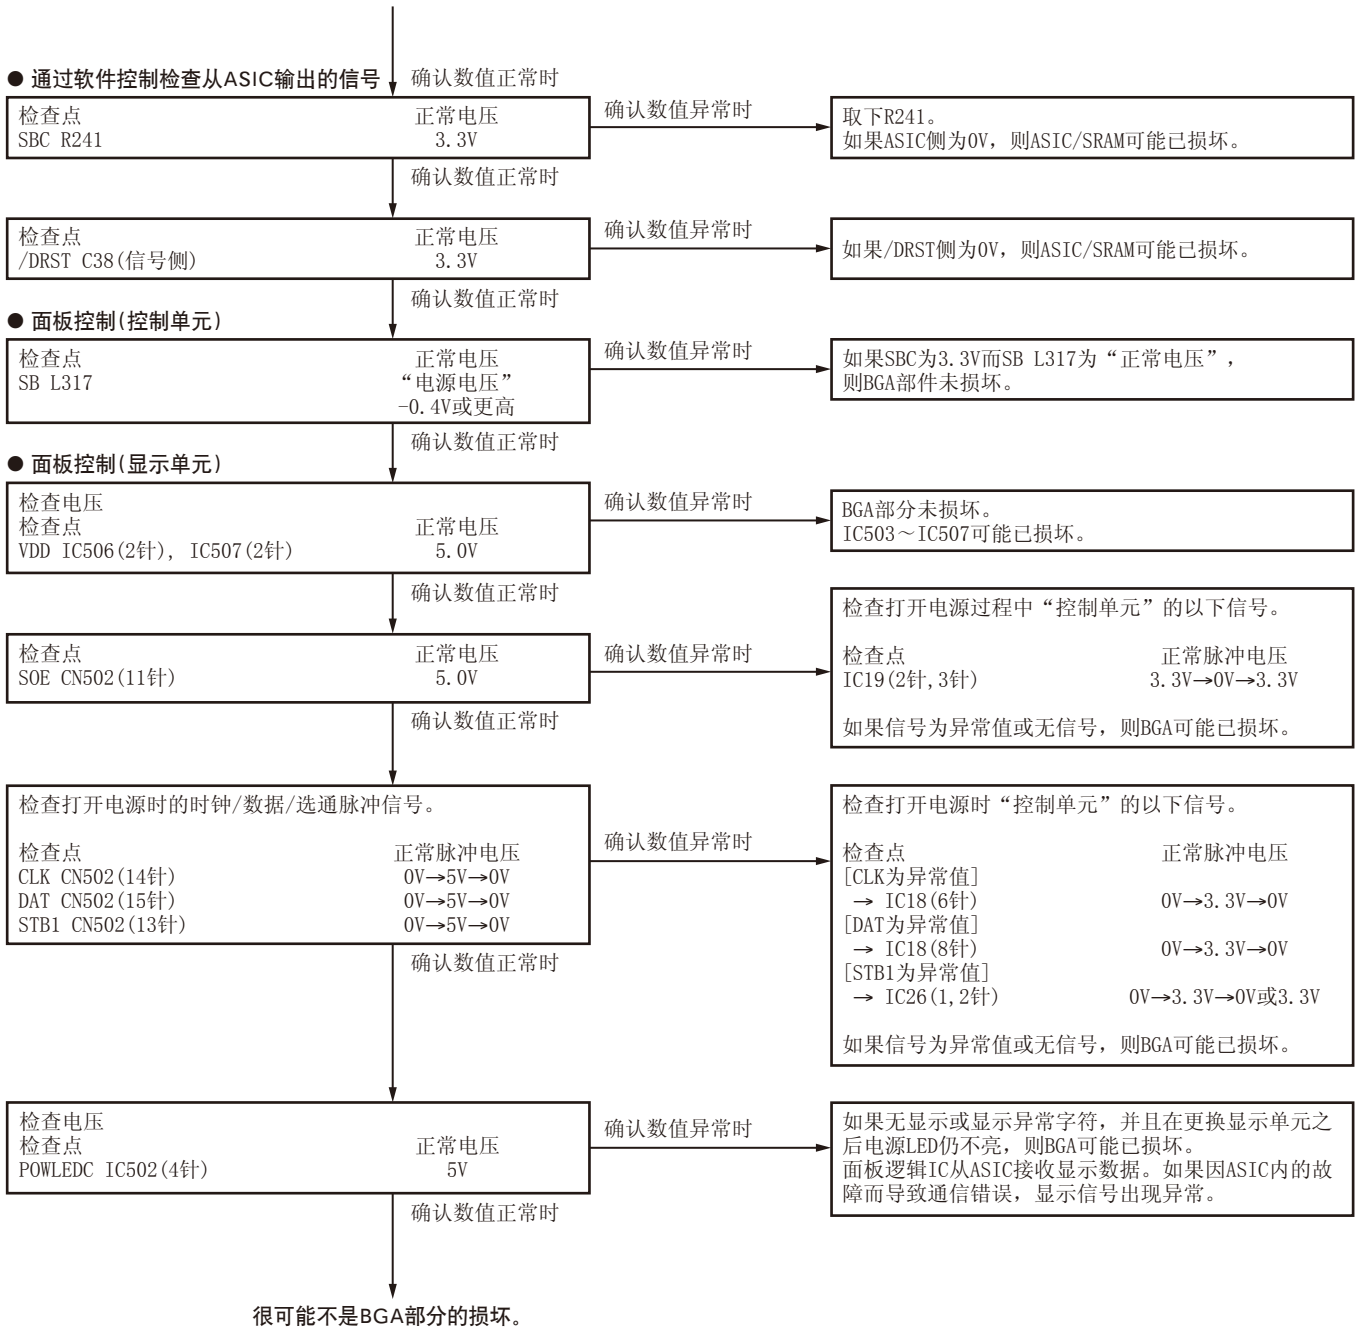 ● 通过软件控制检查从ASIC输出的信号
确认数值正常时
检查点 正常电压
SBC R241 3.3V
确认数值异常时
取下R241。
如果ASIC侧为0V，则ASIC/SRAM可能已损坏。
确认数值正常时
检查点 正常电压
/DRST C38(信号侧) 3.3V
确认数值异常时
如果/DRST侧为0V，则ASIC/SRAM可能已损坏。
确认数值正常时
● 面板控制(控制单元)
检查点 正常电压
SB L317 “电源电压”
-0.4V或更高
确认数值异常时
如果SBC为3.3V而SB L317为“正常电压”，
则BGA部件未损坏。
确认数值正常时
● 面板控制(显示单元)
检查电压
检查点 正常电压
VDD IC506(2针), IC507(2针) 5.0V
确认数值异常时
BGA部分未损坏。
IC503～IC507可能已损坏。
确认数值正常时
检查点 正常电压
SOE CN502(11针) 5.0V
确认数值异常时
检查打开电源过程中“控制单元”的以下信号。
检查点 正常脉冲电压
IC19(2针,3针) 3.3V→0V→3.3V
如果信号为异常值或无信号，则BGA可能已损坏。
确认数值正常时
检查打开电源时的时钟/数据/选通脉冲信号。
检查点 正常脉冲电压
CLK CN502(14针) 0V→5V→0V
DAT CN502(15针) 0V→5V→0V
STB1 CN502(13针) 0V→5V→0V
确认数值异常时
检查打开电源时“控制单元”的以下信号。
检查点 正常脉冲电压
[CLK为异常值]
→ IC18(6针) 0V→3.3V→0V
[DAT为异常值]
→ IC18(8针) 0V→3.3V→0V
[STB1为异常值]
→ IC26(1,2针) 0V→3.3V→0V或3.3V
如果信号为异常值或无信号，则BGA可能已损坏。
确认数值正常时
检查电压
检查点 正常电压
POWLEDC IC502(4针) 5V
确认数值异常时
如果无显示或显示异常字符，并且在更换显示单元之
后电源LED仍不亮，则BGA可能已损坏。
面板逻辑IC从ASIC接收显示数据。如果因ASIC内的故
障而导致通信错误，显示信号出现异常。
确认数值正常时
很可能不是BGA部分的损坏。